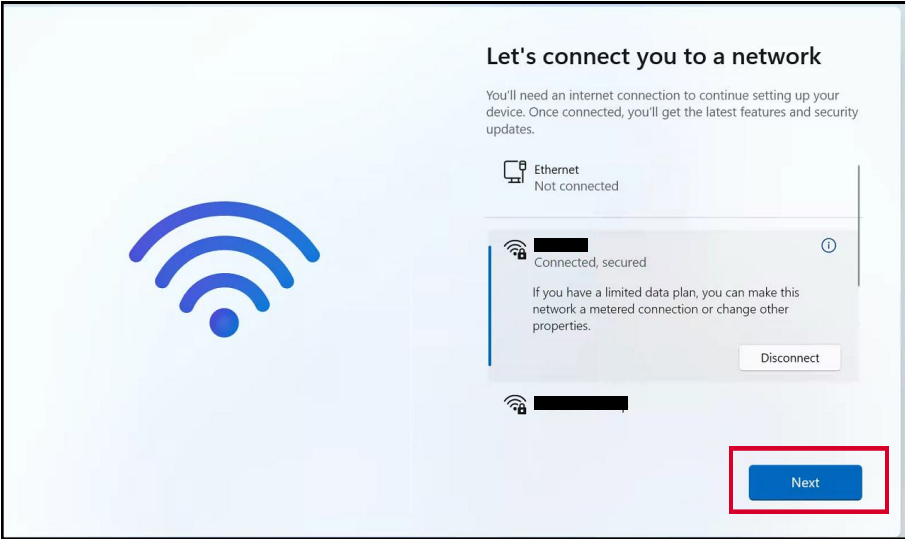 Let's connect you to a network
You'll need an internet connection to continue setting up your
device. Once connected, you'll get the latest features and security
updates.
Ethernet
Not connected
Connected, secured
If you have a limited data plan, you can make this
network a metered connection or change other
properties.
Disconnect
Next